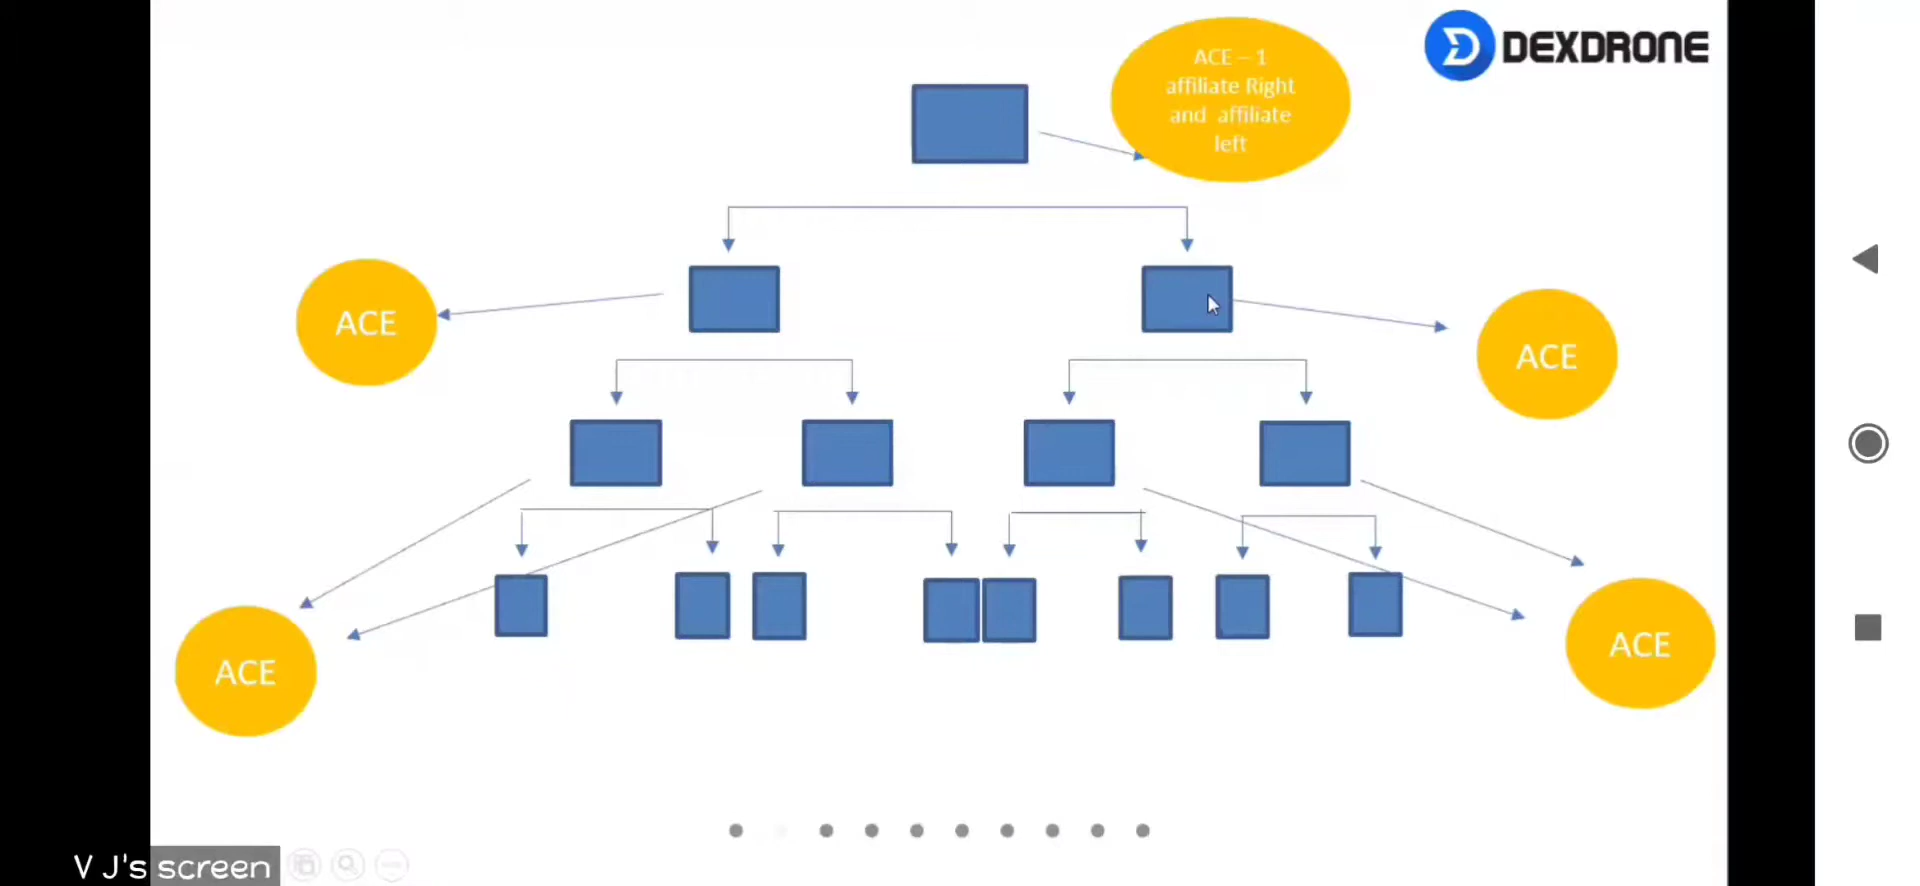 DEXDRONE
ACE – 1
affiliate Right
and affiliate
left
ACE
ACE
ACE
ACE
V J's screen